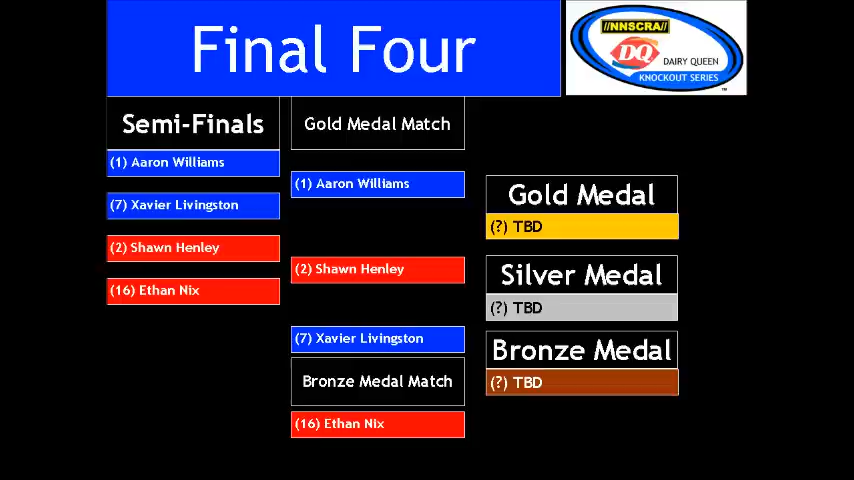 Final Four
//NNSCRA//
DQ
DAIRY QUEEN
KNOCKOUT SERIES
™
Semi-Finals
Gold Medal Match
(1) Aaron Williams
(7) Xavier Livingston
(2) Shawn Henley
(16) Ethan Nix
(1) Aaron Williams
(2) Shawn Henley
(7) Xavier Livingston
Bronze Medal Match
(16) Ethan Nix
Gold Medal
(?) TBD
Silver Medal
(?) TBD
Bronze Medal
(?) TBD